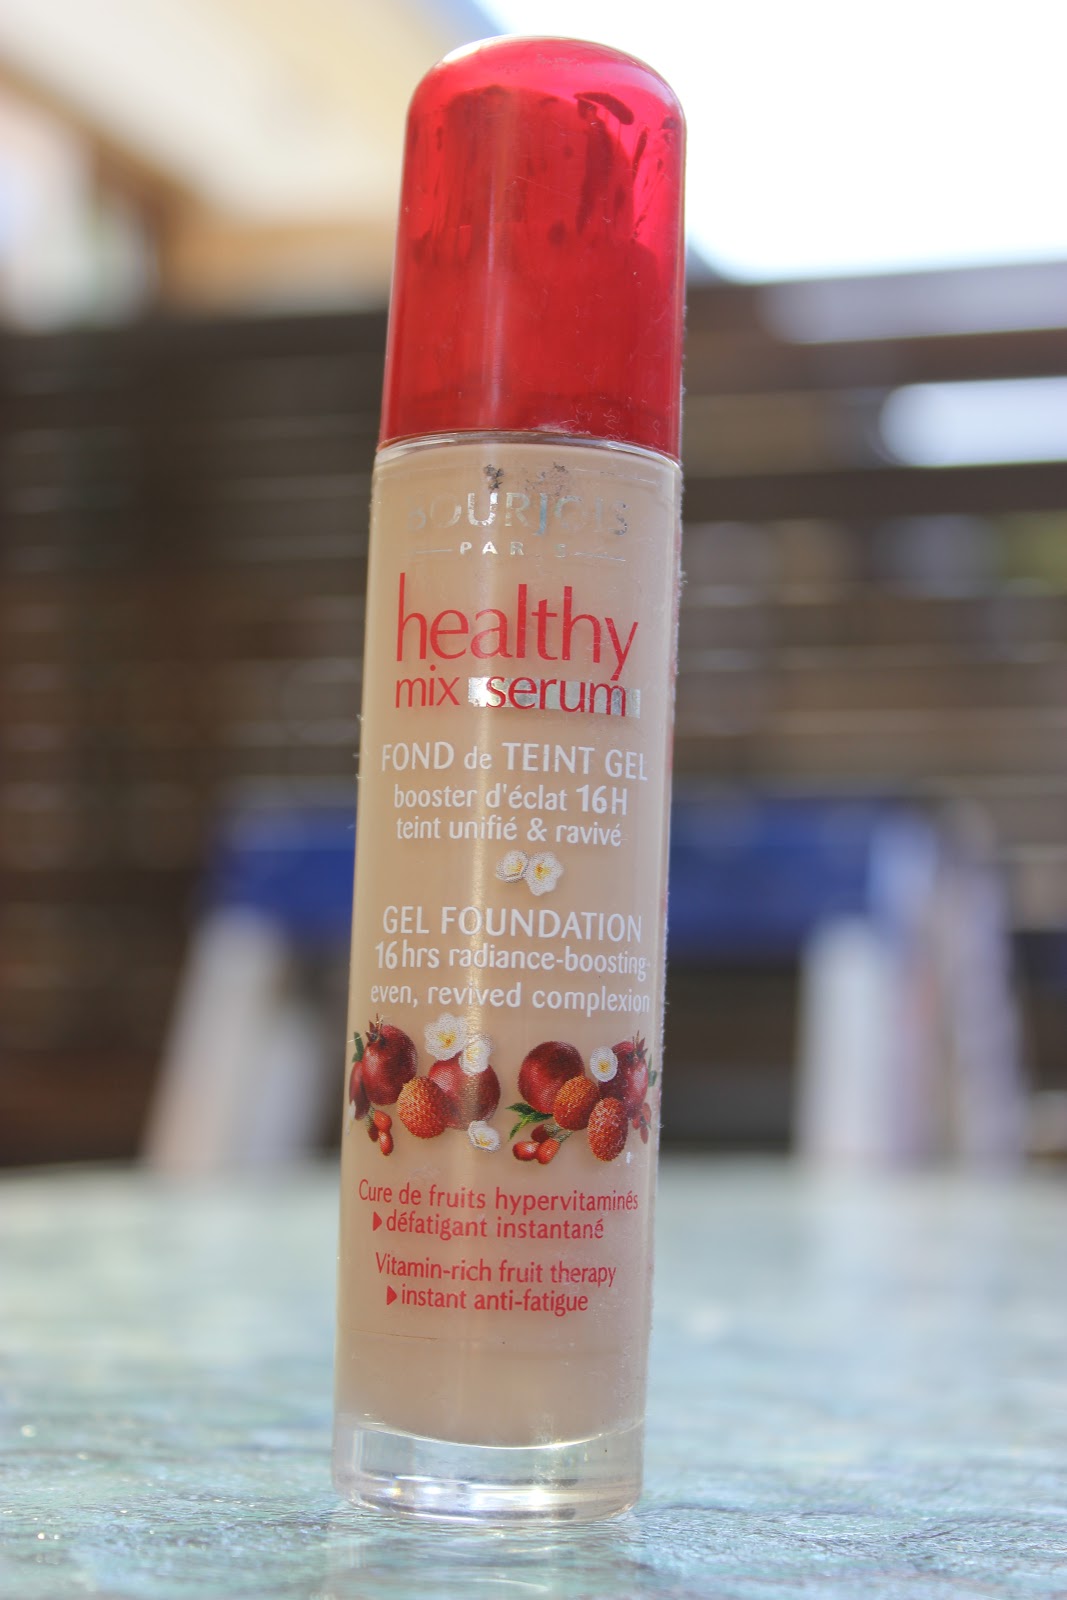 BOURJOIS
PARIS
healthy
mix serum
FOND de TEINT GEL
booster d'éclat 16H
teint unifié & ravivé
GEL FOUNDATION
16hrs radiance-boosting
even, revived complexion
Cure de fruits hypervitaminés
▶défatigant instantané
Vitamin-rich fruit therapy
▶instant anti-fatigue